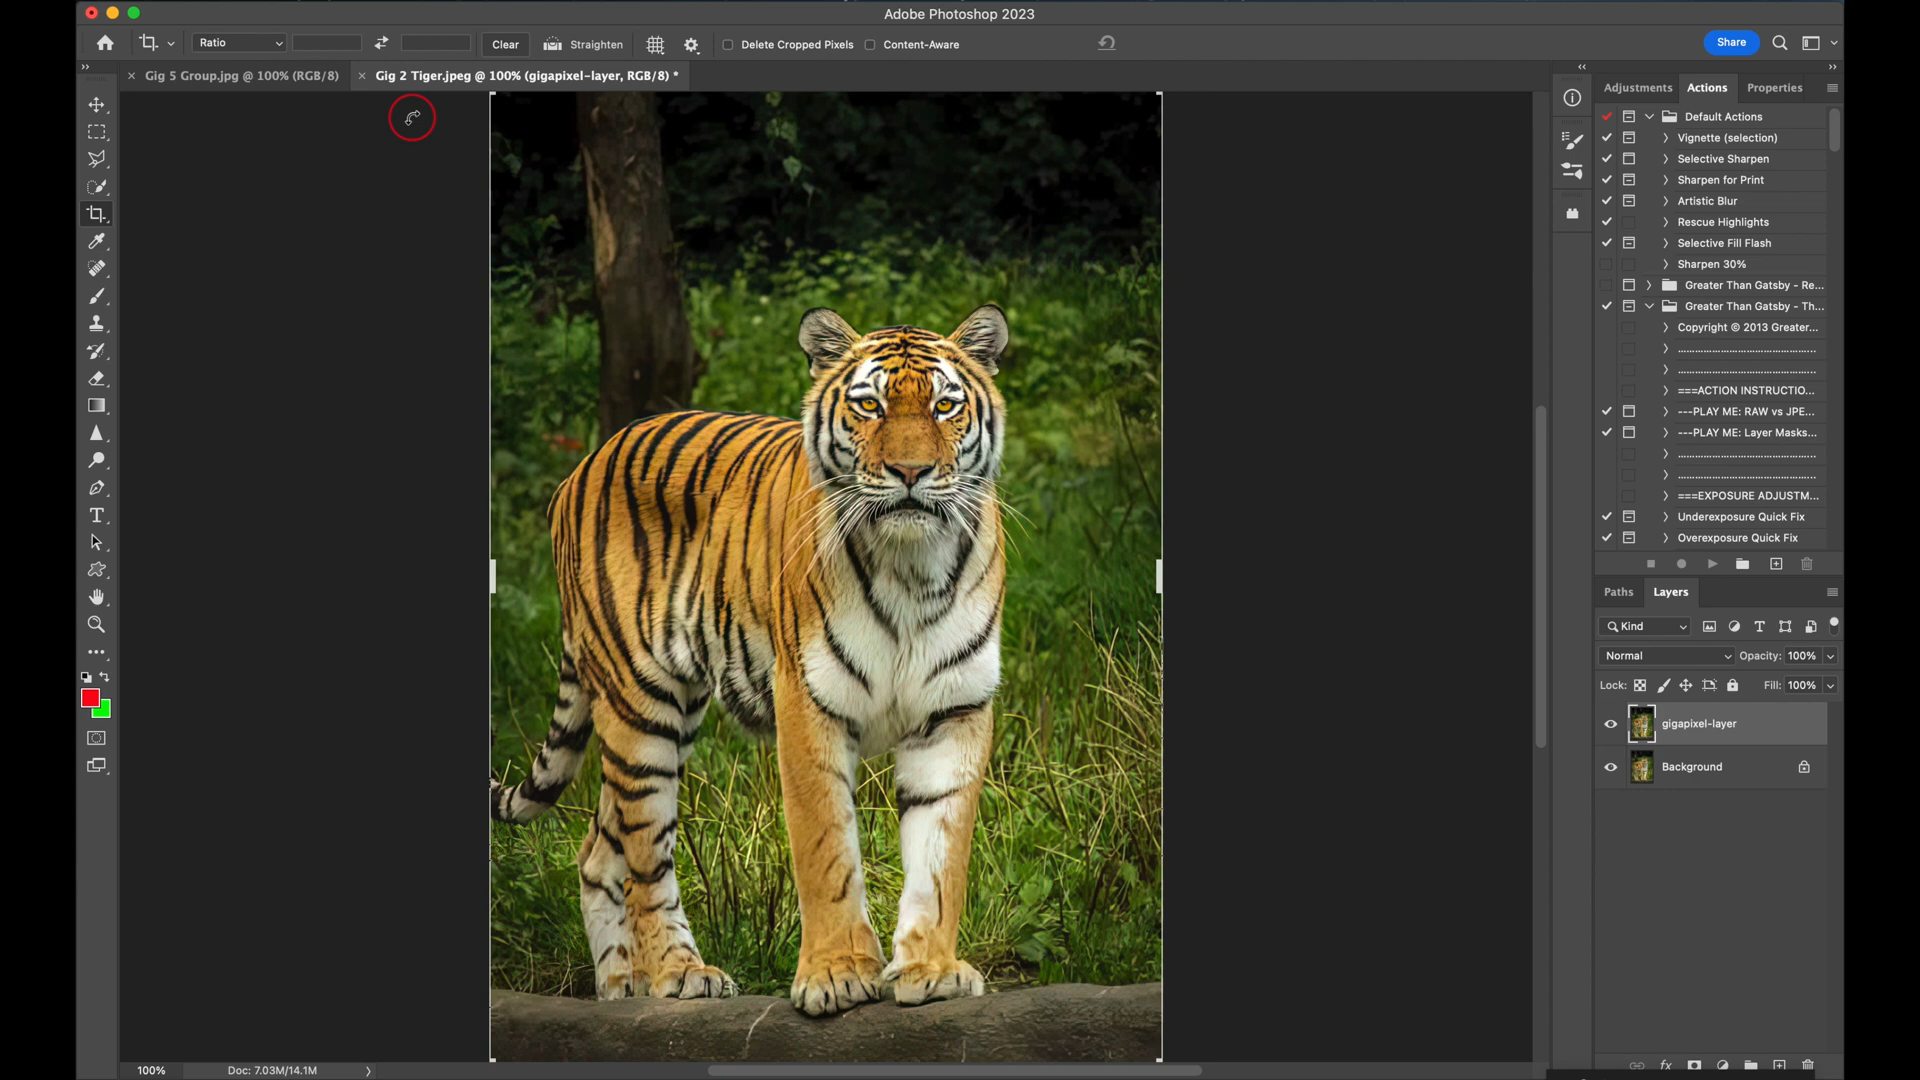 Adobe Photoshop 2023
Ratio
Clear
Straighten
Delete Cropped Pixels
Content-Aware
Share
Gig 5 Group.jpg @ 100% (RGB/8)
Gig 2 Tiger.jpeg @ 100% (gigapixel-layer, RGB/8) *
Adjustments
Actions
Properties
Default Actions
Vignette (selection)
Selective Sharpen
Sharpen for Print
Artistic Blur
Rescue Highlights
Selective Fill Flash
Sharpen 30%
Greater Than Gatsby - Re...
Greater Than Gatsby - Th...
Copyright © 2013 Greater...
................................................
................................................
===ACTION INSTRUCTIO...
---PLAY ME: RAW vs JPE...
---PLAY ME: Layer Masks...
................................................
................................................
===EXPOSURE ADJUSTM...
Underexposure Quick Fix
Overexposure Quick Fix
Paths
Layers
Kind
Normal
Opacity: 100%
Lock:
Fill: 100%
gigapixel-layer
Background
100%
Doc: 7.03M/14.1M